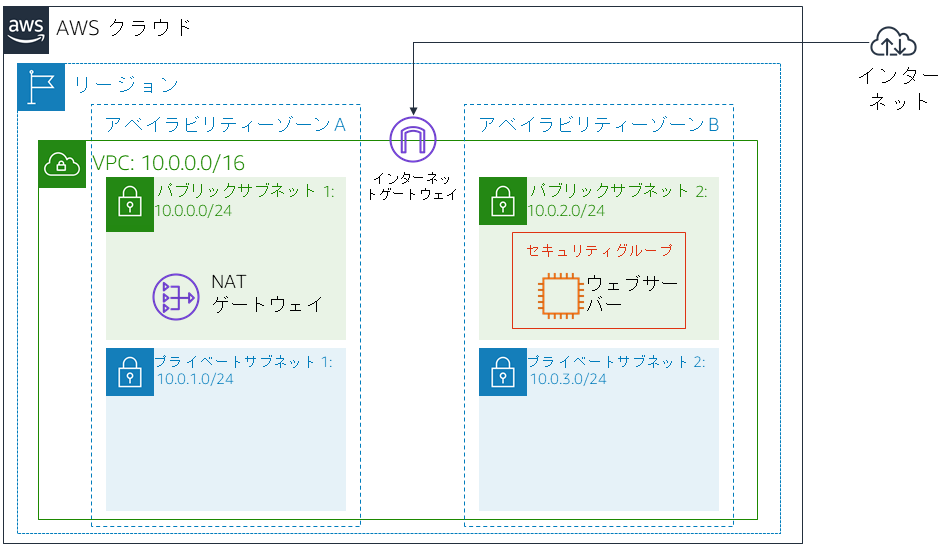 aws
AWS クラウド
インター
ネット
リージョン
アベイラビリティーゾーン A
アベイラビリティーゾーン B
VPC: 10.0.0.0/16
インターネッ
トゲートウェイ
パブリックサブネット 1:
10.0.0.0/24
パブリックサブネット 2:
10.0.2.0/24
セキュリティグループ
NAT
ゲートウェイ
ウェブサー
バー
プライベートサブネット 1:
10.0.1.0/24
プライベートサブネット 2:
10.0.3.0/24